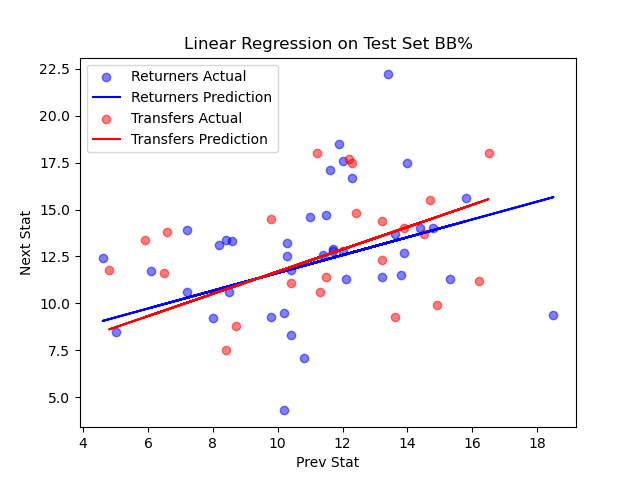 Linear Regression on Test Set BB%
Returners Actual
Returners Prediction
Transfers Actual
Transfers Prediction
22.5
20.0
17.5
15.0
12.5
10.0
7.5
5.0
Next Stat
4 6 8 10 12 14 16 18
Prev Stat